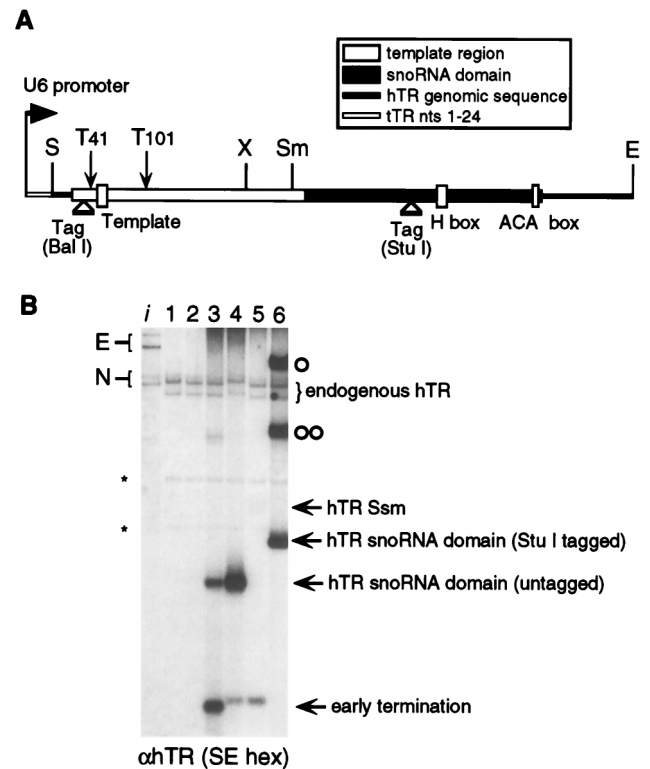 A
template region
snoRNA domain
hTR genomic sequence
tTR nts 1-24
U6 promoter
S T41 T101 X Sm E
Tag Template Tag H box ACA box
(Bal I) (Stu I)
B
i 1 2 3 4 5 6
E
N
endogenous hTR
*
hTR Ssm
*
hTR snoRNA domain (Stu I tagged)
hTR snoRNA domain (untagged)
early termination
αhTR (SE hex)